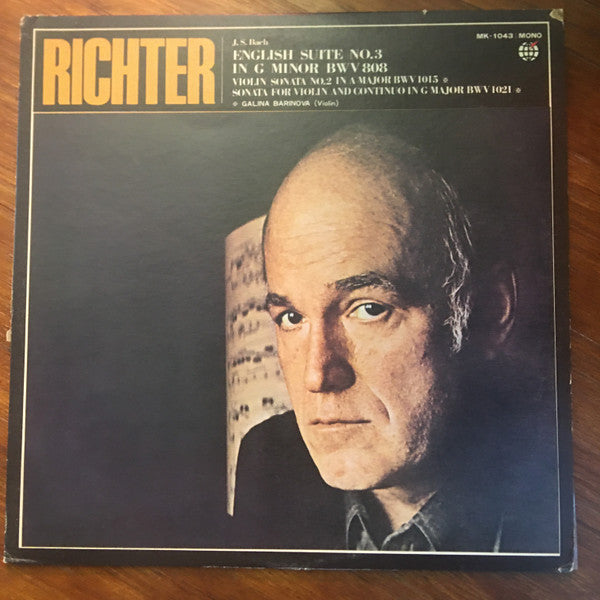 RICHTER
J. S. Bach
ENGLISH SUITE NO.3
IN G MINOR BWV 808
VIOLIN SONATA NO.2 IN A MAJOR BWV 1015 ☆
SONATA FOR VIOLIN AND CONTINUO IN G MAJOR BWV 1021 ☆
☆ GALINA BARINOVA (Violin)
MK-1043 MONO